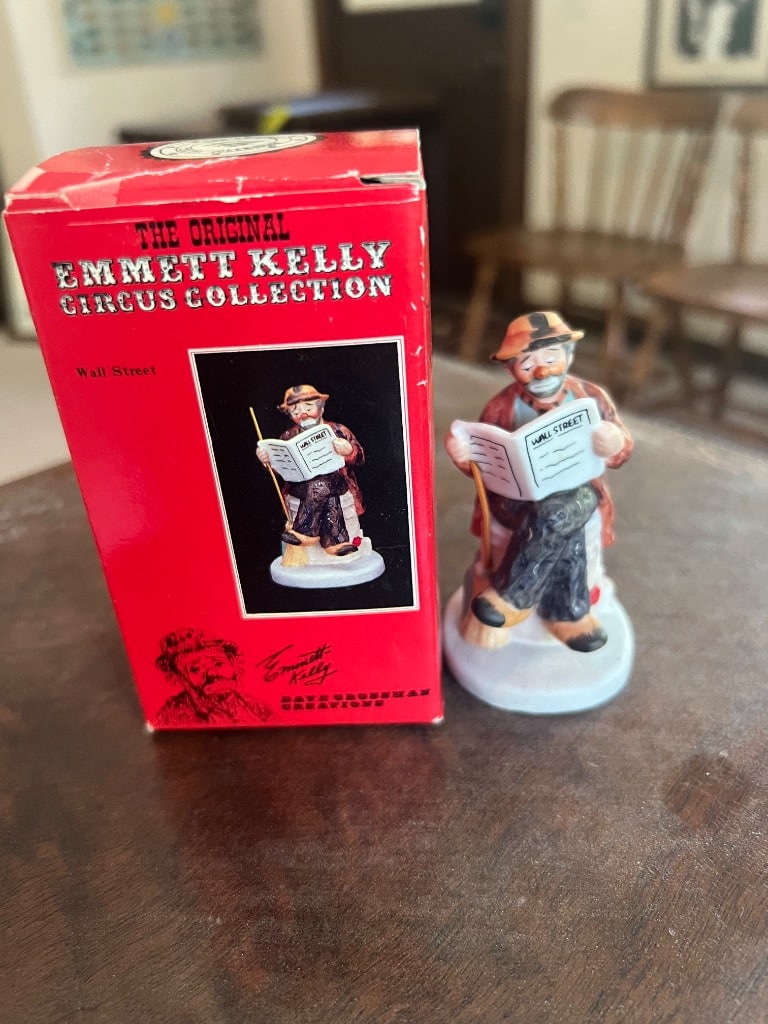 THE ORIGINAL
EMMETT KELLY
CIRCUS COLLECTION
Wall Street
WALL STREET
WALL STREET
Emmett
Kelly
DAVE GROSSMAN
CREATIONS